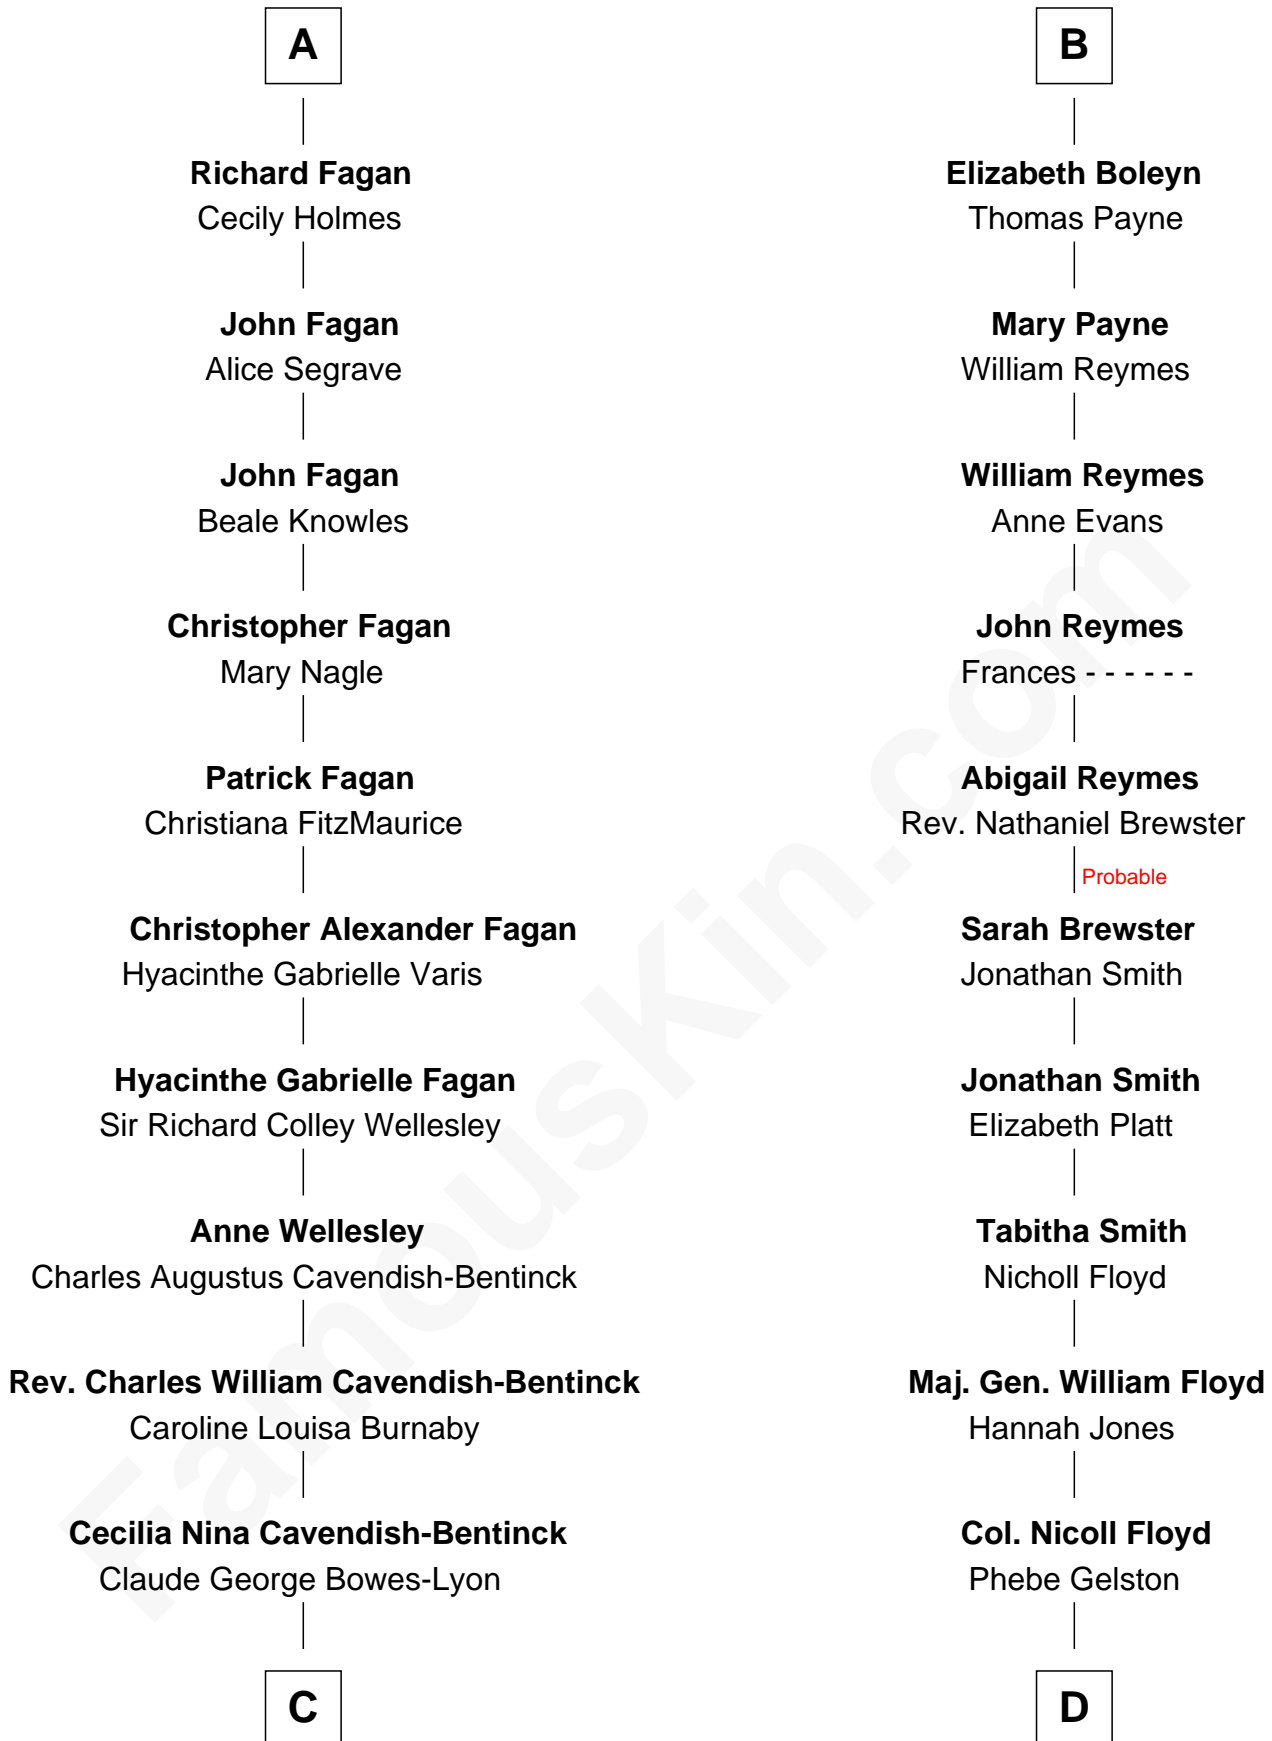 A
Richard Fagan
Cecily Holmes
John Fagan
Alice Segrave
John Fagan
Beale Knowles
Christopher Fagan
Mary Nagle
Patrick Fagan
Christiana FitzMaurice
Christopher Alexander Fagan
Hyacinthe Gabrielle Varis
Hyacinthe Gabrielle Fagan
Sir Richard Colley Wellesley
Anne Wellesley
Charles Augustus Cavendish-Bentinck
Rev. Charles William Cavendish-Bentinck
Caroline Louisa Burnaby
Cecilia Nina Cavendish-Bentinck
Claude George Bowes-Lyon
C
B
Elizabeth Boleyn
Thomas Payne
Mary Payne
William Reymes
William Reymes
Anne Evans
John Reymes
Frances - - - - - -
Abigail Reymes
Rev. Nathaniel Brewster
Probable
Sarah Brewster
Jonathan Smith
Jonathan Smith
Elizabeth Platt
Tabitha Smith
Nicholl Floyd
Maj. Gen. William Floyd
Hannah Jones
Col. Nicoll Floyd
Phebe Gelston
D
FamousKin.com